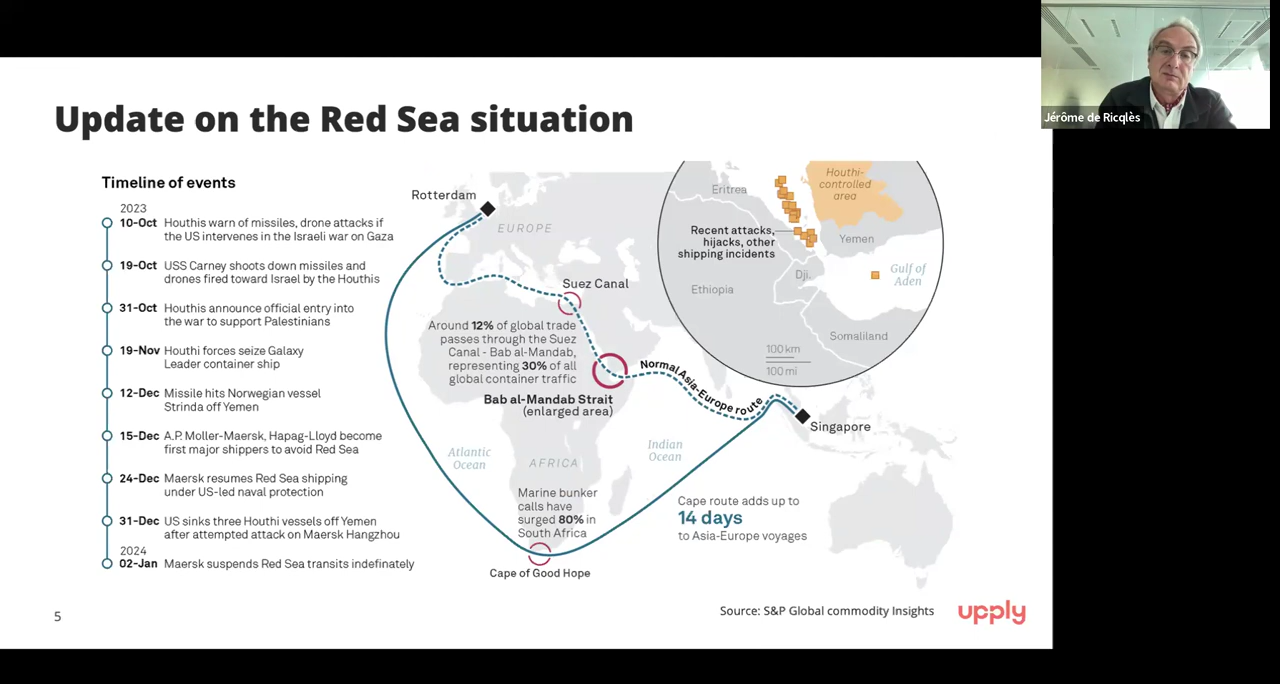 Jérôme de Ricqlès
Update on the Red Sea situation
Timeline of events
2023
10-Oct Houthis warn of missiles, drone attacks if
the US intervenes in the Israeli war on Gaza
19-Oct USS Carney shoots down missiles and
drones fired toward Israel by the Houthis
31-Oct Houthis announce official entry into
the war to support Palestinians
19-Nov Houthi forces seize Galaxy
Leader container ship
12-Dec Missile hits Norwegian vessel
Strinda off Yemen
15-Dec A.P. Moller-Maersk, Hapag-Lloyd become
first major shippers to avoid Red Sea
24-Dec Maersk resumes Red Sea shipping
under US-led naval protection
31-Dec US sinks three Houthi vessels off Yemen
after attempted attack on Maersk Hangzhou
2024
02-Jan Maersk suspends Red Sea transits indefinately
Rotterdam
EUROPE
Suez Canal
Around 12% of global trade
passes through the Suez
Canal - Bab al-Mandab,
representing 30% of all
global container traffic
Bab al-Mandab Strait
(enlarged area)
Normal Asia-Europe route
Singapore
Atlantic
Ocean
AFRICA
Indian
Ocean
Marine bunker
calls have
surged 80% in
South Africa
Cape of Good Hope
Cape route adds up to
14 days
to Asia-Europe voyages
Eritrea
Houthi-
controlled
area
Recent attacks,
hijacks, other
shipping incidents
Yemen
Dji.
Gulf of
Aden
Ethiopia
Somaliland
100 km
100 mi
5
Source: S&P Global commodity Insights
upply